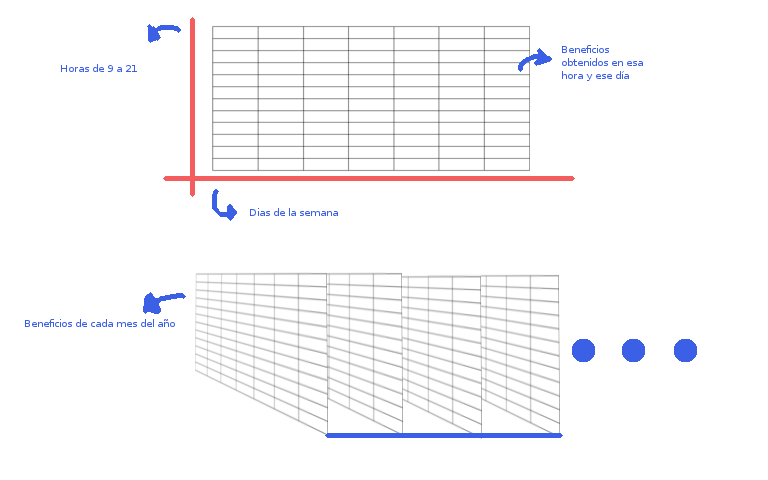 Beneficios
obtenidos en esa
hora y ese día
Horas de 9 a 21
Dias de la semana
Beneficios de cada mes del año